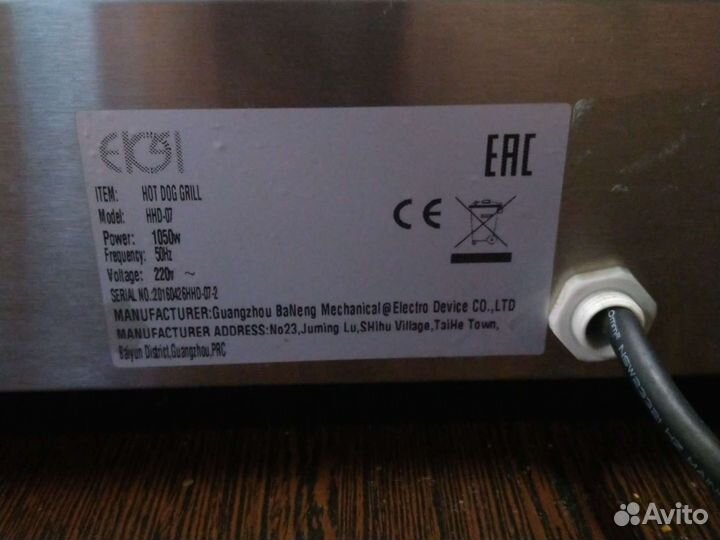 EKSI
EAC
ITEM: HOT DOG GRILL
Model: HHD-07
CE
Power: 1050w
Frequency: 50Hz
Voltage: 220v ~
SERIAL NO.:20160426HHD-07-2
MANUFACTURER:Guangzhou BaNeng Mechanical@Electro Device CO.,LTD
MANUFACTURER ADDRESS:No23,Juming Lu,SHihu Village,TaiHe Town,
Baiyun District,Guangzhou,PRC
Avito